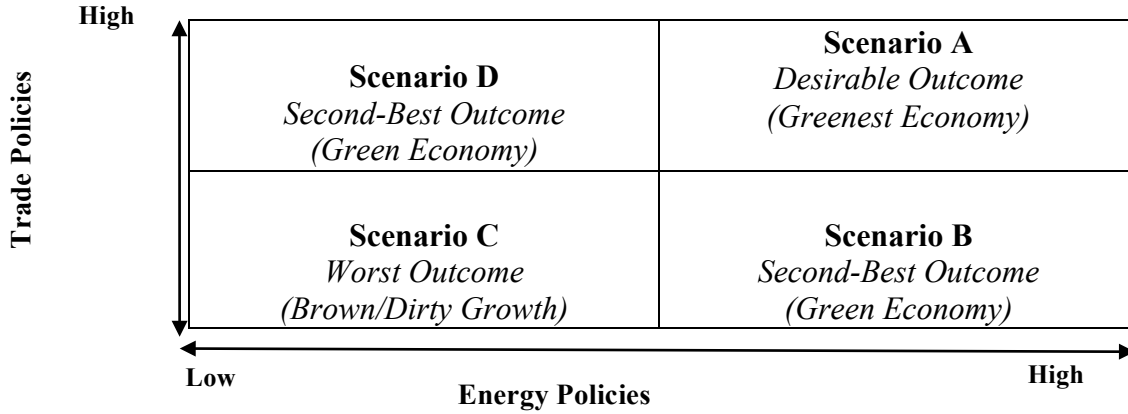 High
Trade Policies
Scenario D
Second-Best Outcome
(Green Economy)
Scenario A
Desirable Outcome
(Greenest Economy)
Scenario C
Worst Outcome
(Brown/Dirty Growth)
Scenario B
Second-Best Outcome
(Green Economy)
Low
Energy Policies
High